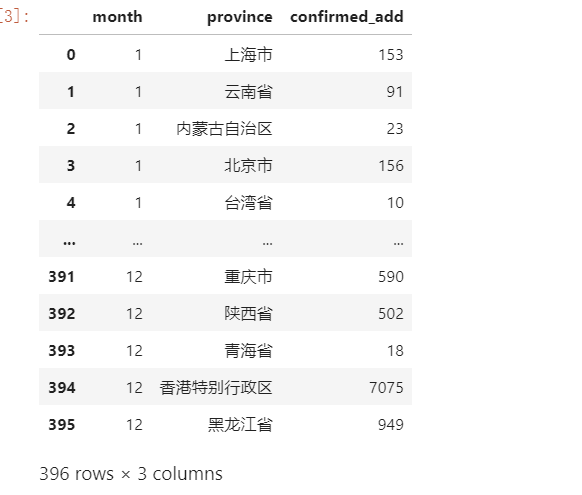 [3]:
month province confirmed_add
0 1 上海市 153
1 1 云南省 91
2 1 内蒙古自治区 23
3 1 北京市 156
4 1 台湾省 10
... ... ... ...
391 12 重庆市 590
392 12 陕西省 502
393 12 青海省 18
394 12 香港特别行政区 7075
395 12 黑龙江省 949
396 rows × 3 columns